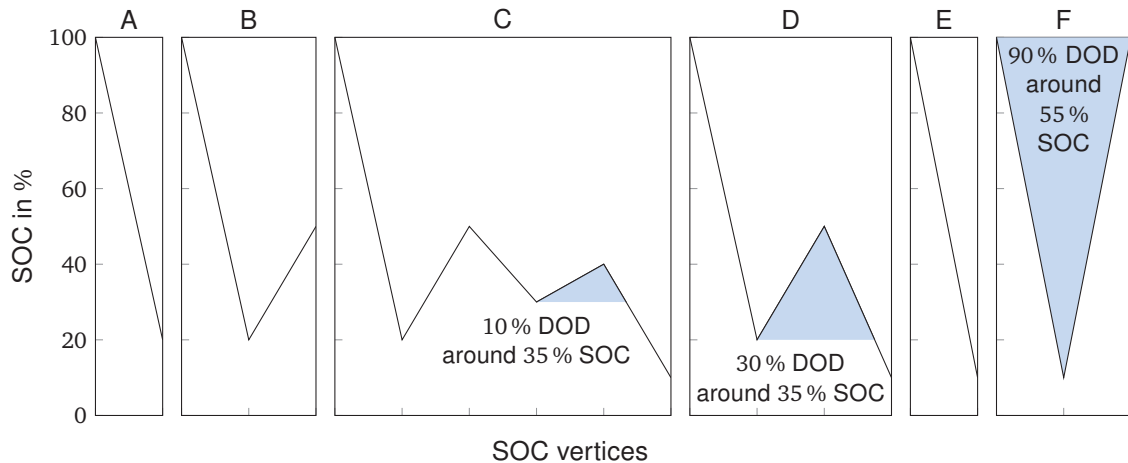 A B C D E F
100
80
60
40
20
0
SOC in %
90 % DOD
around
55 %
SOC
10 % DOD
around 35 % SOC
30 % DOD
around 35 % SOC
SOC vertices